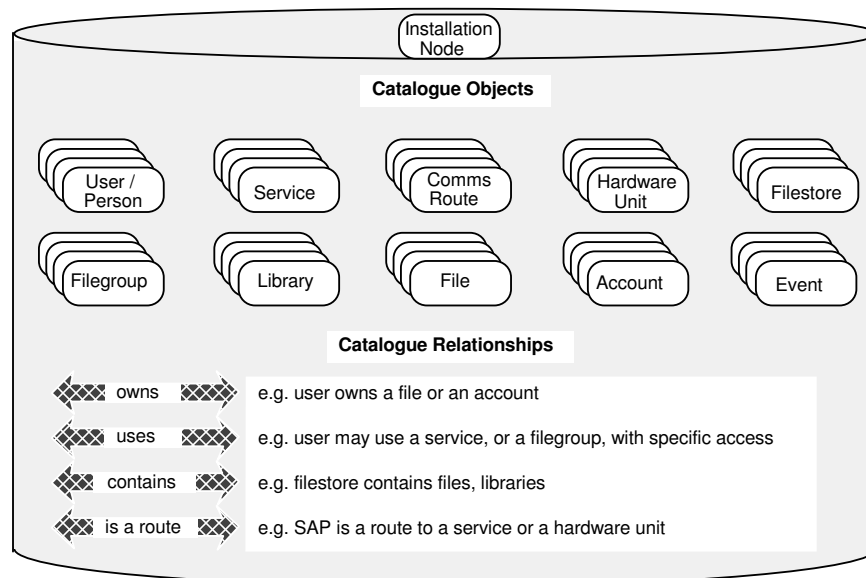 Installation
Node
Catalogue Objects
User /
Person
Service
Comms
Route
Hardware
Unit
Filestore
Filegroup
Library
File
Account
Event
Catalogue Relationships
owns
e.g. user owns a file or an account
uses
e.g. user may use a service, or a filegroup, with specific access
contains
e.g. filestore contains files, libraries
is a route
e.g. SAP is a route to a service or a hardware unit